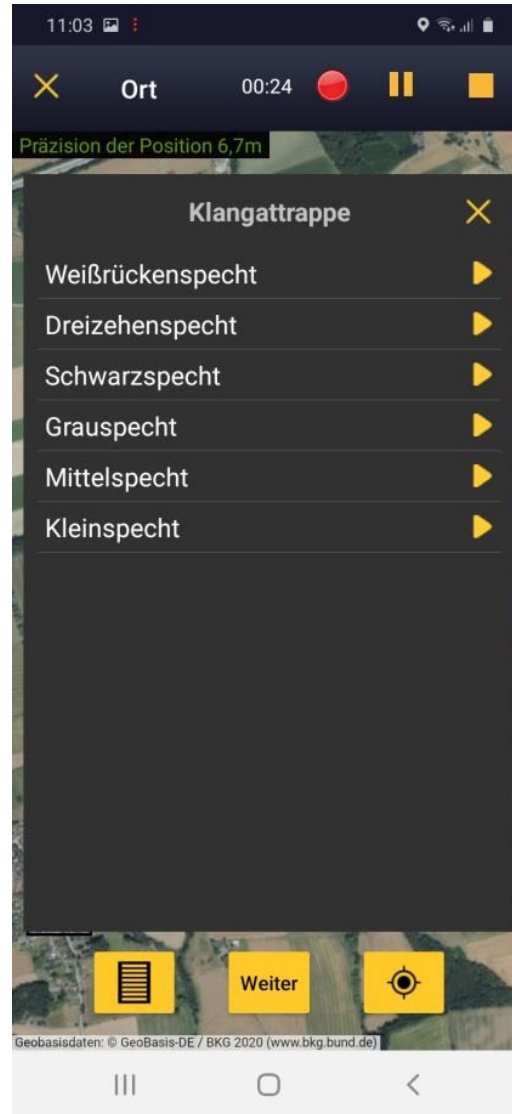 11:03
Ort 00:24
Präzision der Position 6,7m
Klangattrappe
Weißrückenspecht
Dreizehenspecht
Schwarzspecht
Grauspecht
Mittelspecht
Kleinspecht
Weiter
Geobasisdaten: © GeoBasis-DE / BKG 2020 (www.bkg.bund.de)